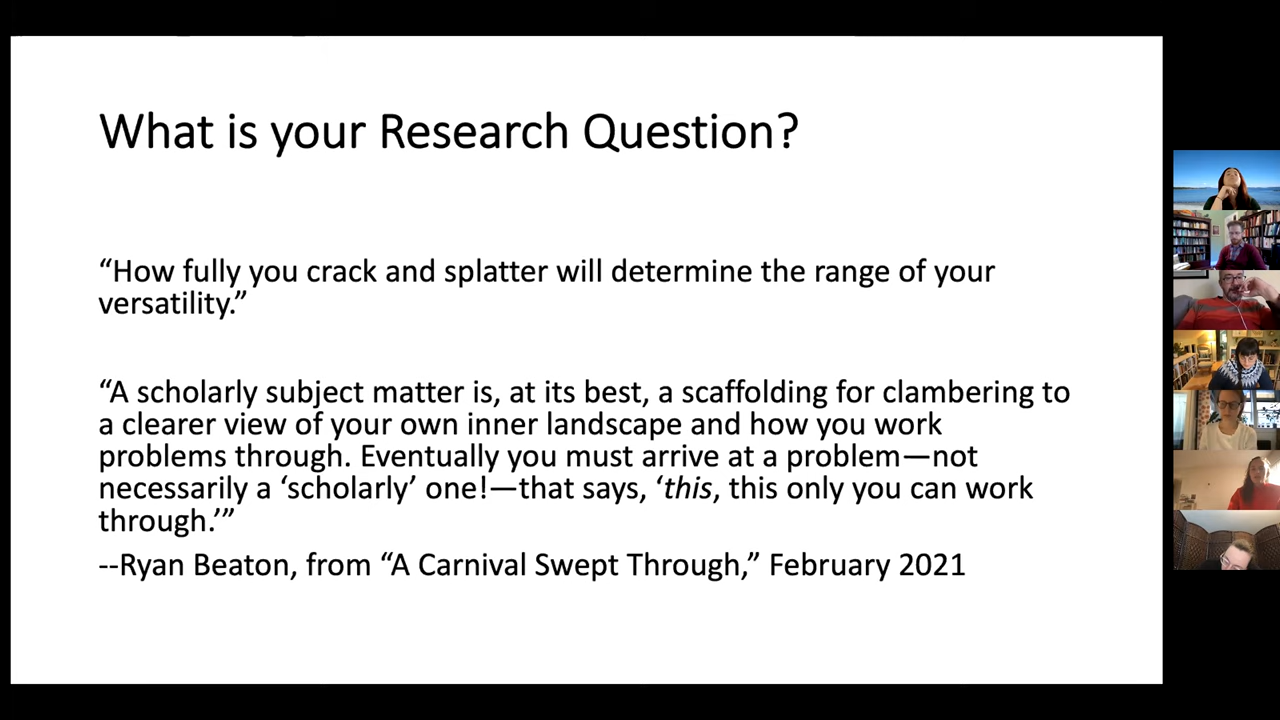 What is your Research Question?
“How fully you crack and splatter will determine the range of your
versatility.”
“A scholarly subject matter is, at its best, a scaffolding for clambering to
a clearer view of your own inner landscape and how you work
problems through. Eventually you must arrive at a problem—not
necessarily a ‘scholarly’ one!—that says, ‘this, this only you can work
through.’”
--Ryan Beaton, from “A Carnival Swept Through,” February 2021